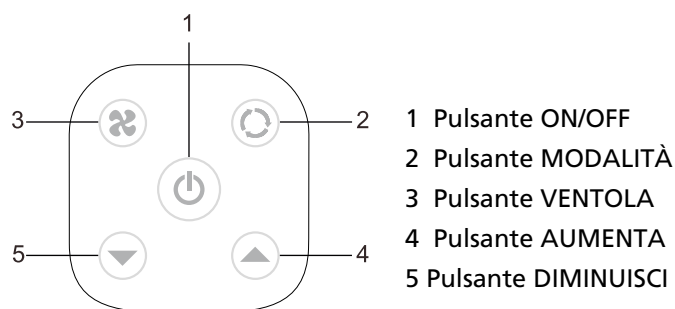 1
3
2
5
4
1 Pulsante ON/OFF
2 Pulsante MODALITÀ
3 Pulsante VENTOLA
4 Pulsante AUMENTA
5 Pulsante DIMINUISCI